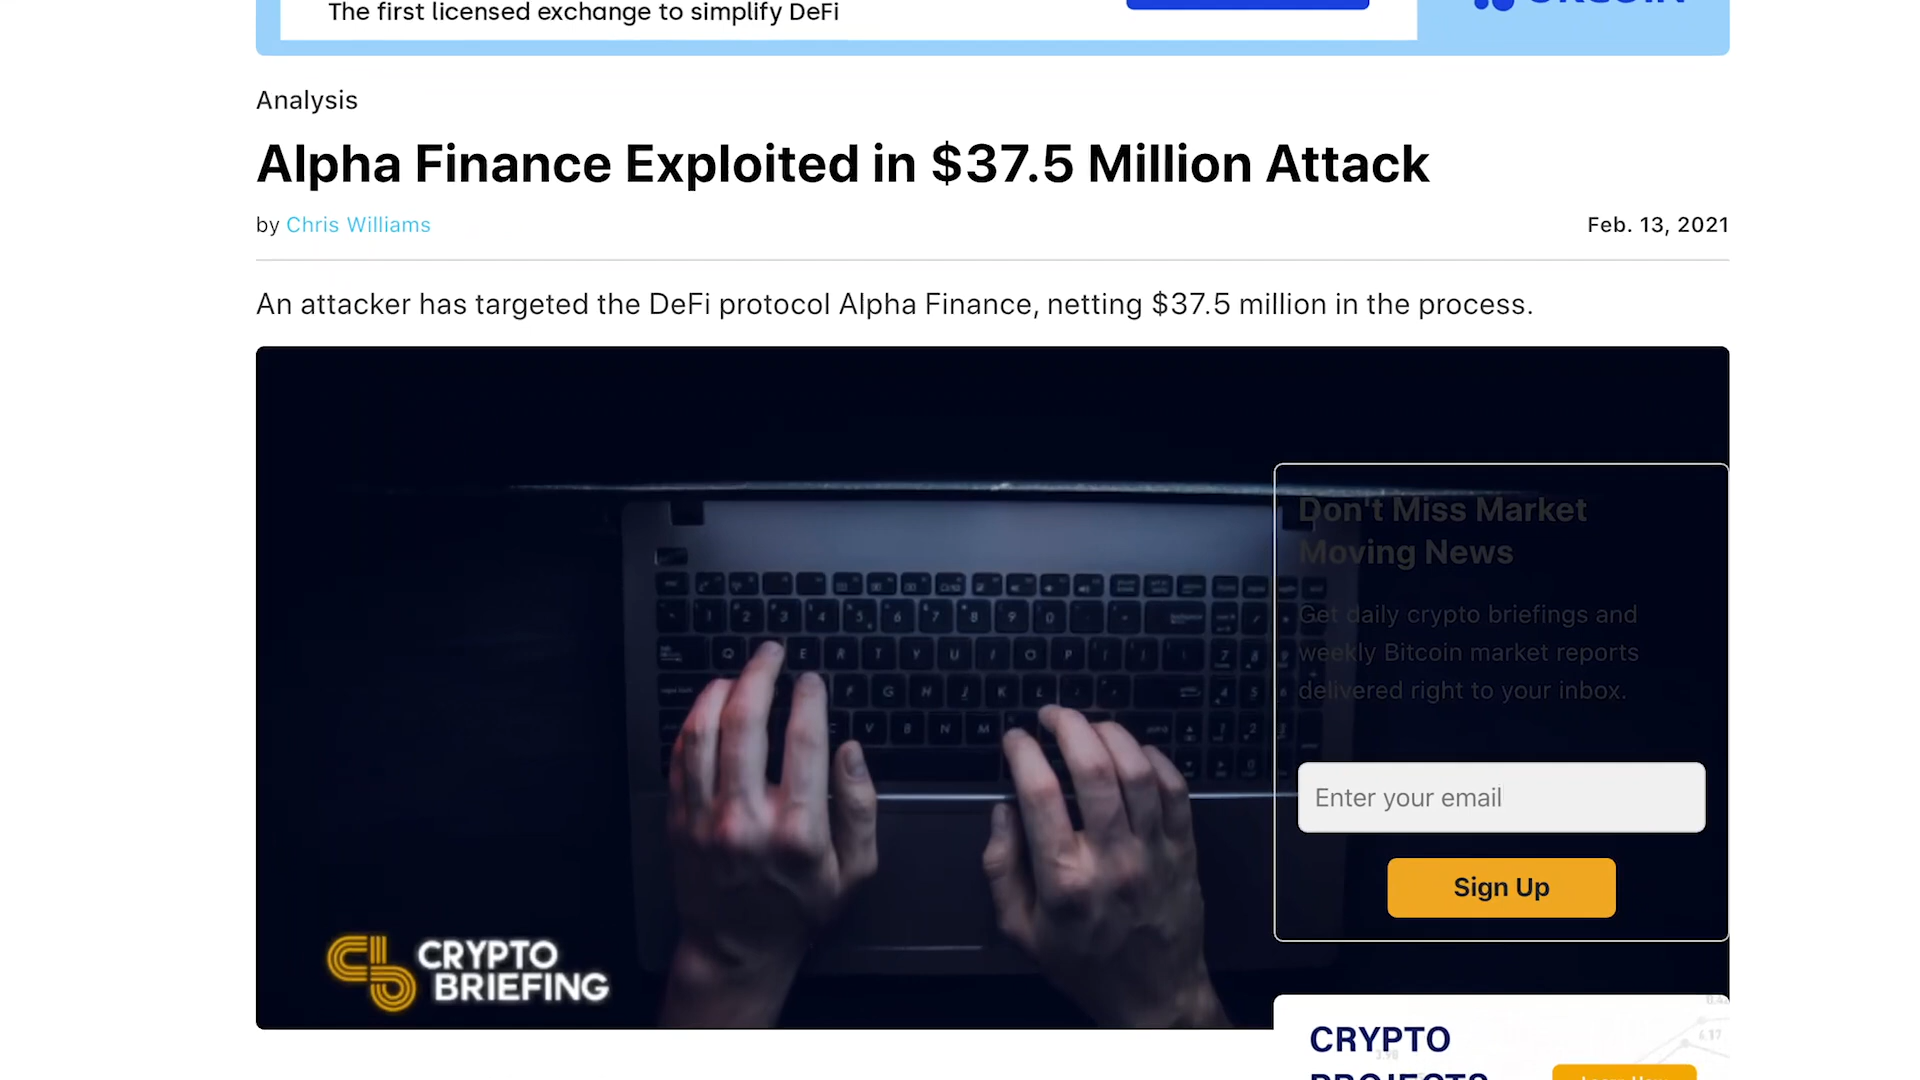 The first licensed exchange to simplify DeFi
Analysis
Alpha Finance Exploited in $37.5 Million Attack
by Chris Williams
Feb. 13, 2021
An attacker has targeted the DeFi protocol Alpha Finance, netting $37.5 million in the process.
Don't Miss Market
Moving News
Get daily crypto briefings and
weekly Bitcoin market reports
delivered right to your inbox.
Enter your email
Sign Up
CRYPTO
BRIEFING
CRYPTO
PROJECTS